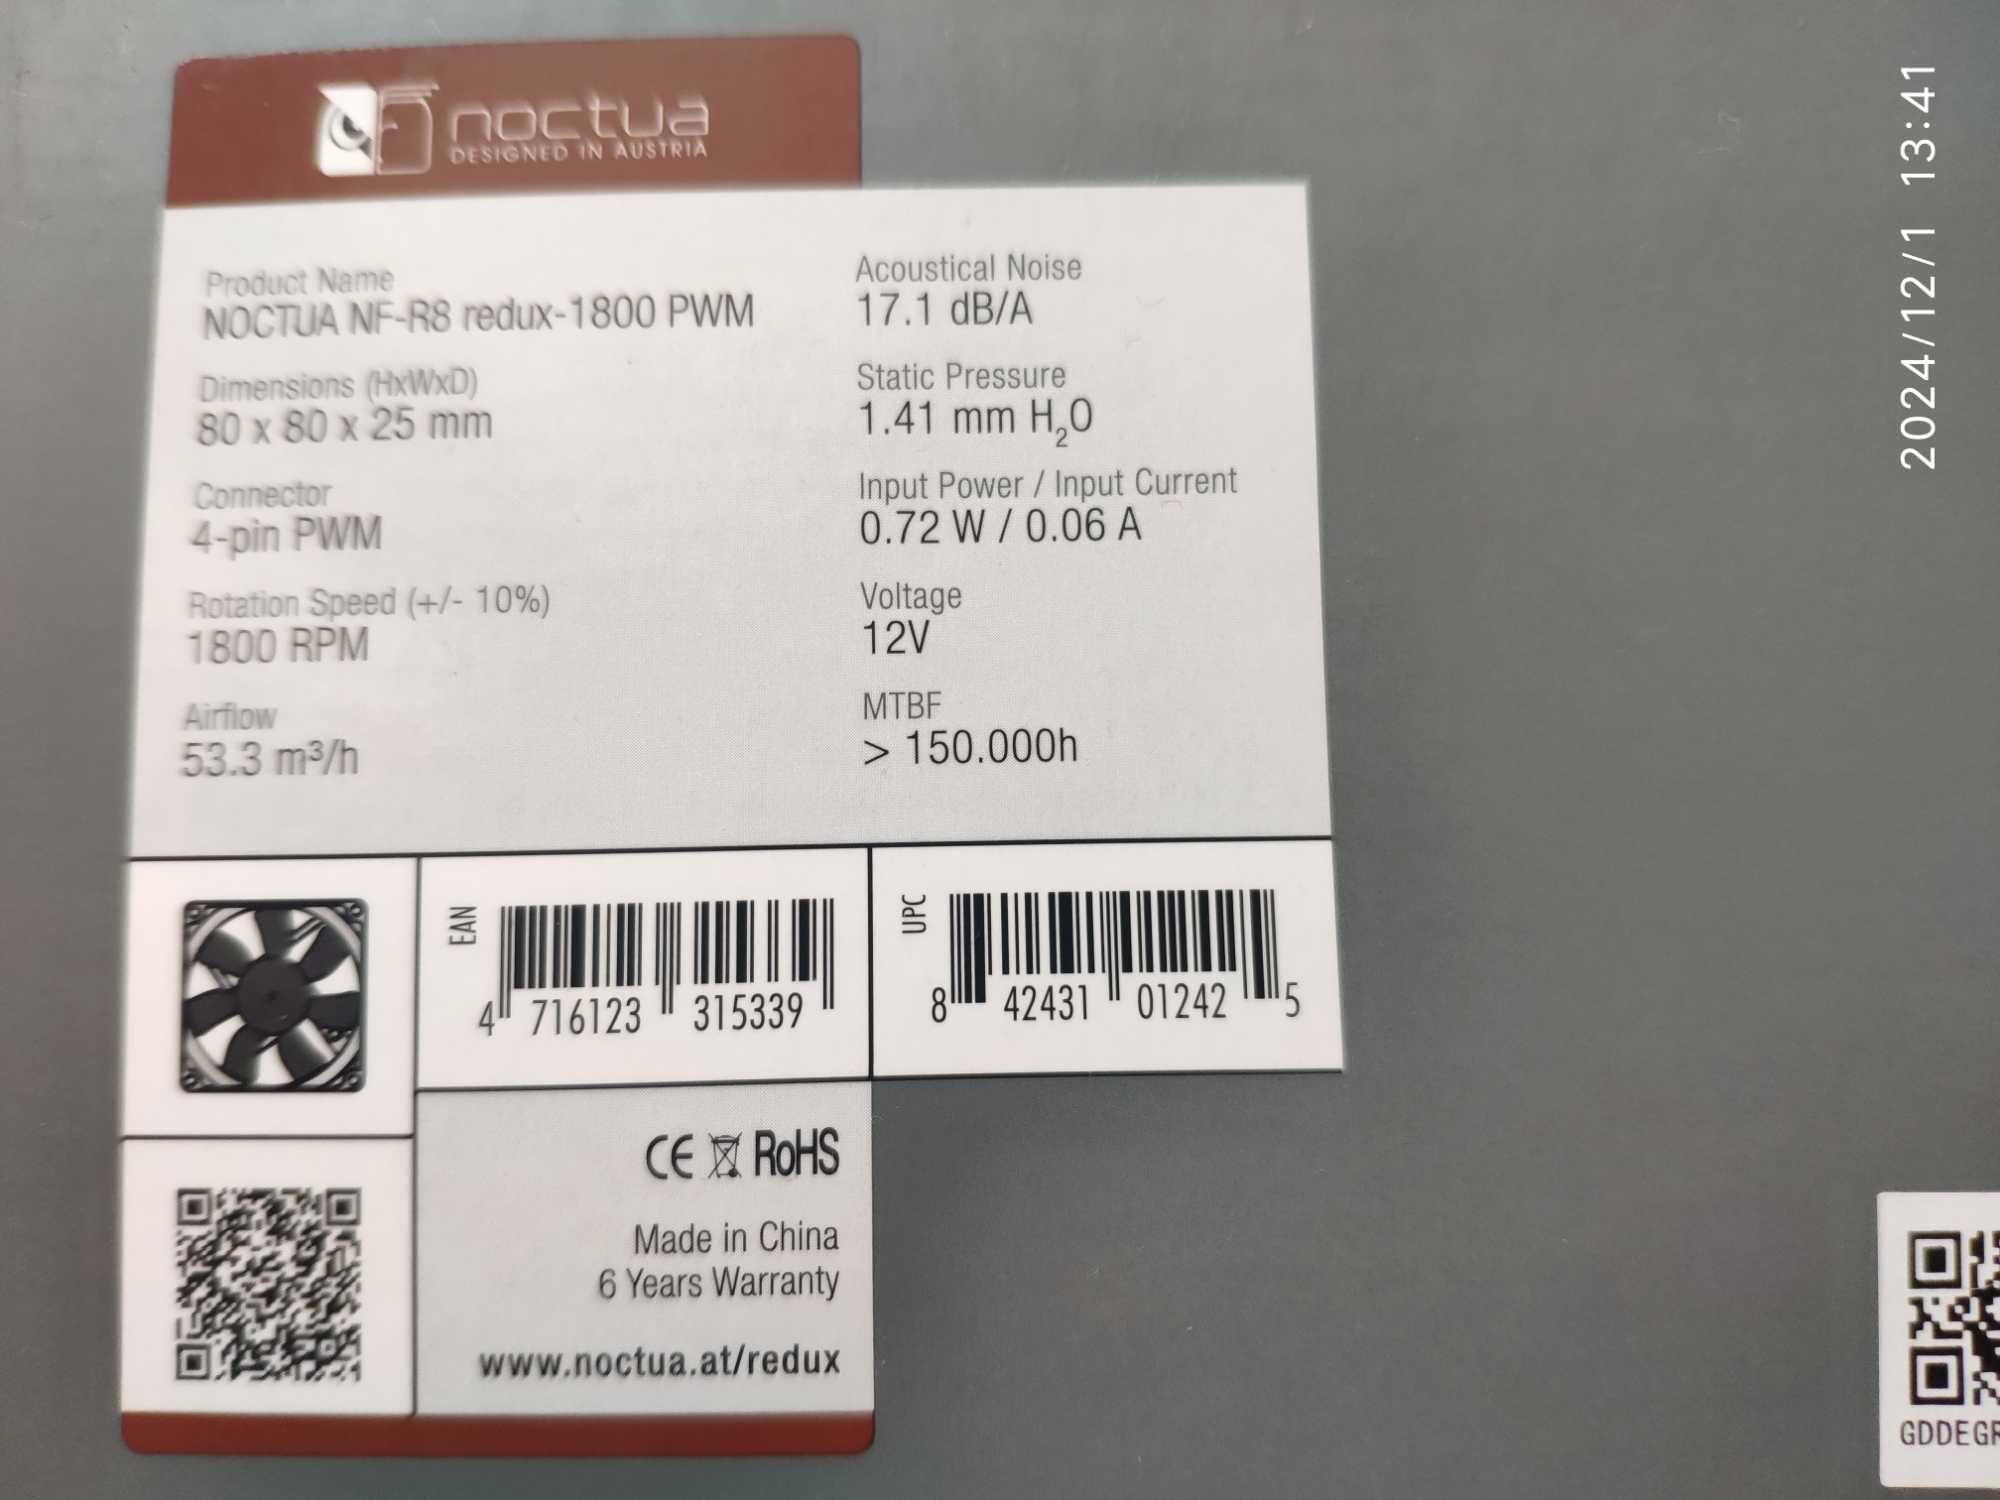 noctua
DESIGNED IN AUSTRIA
Product Name
NOCTUA NF-R8 redux-1800 PWM
Dimensions (HxWxD)
80 x 80 x 25 mm
Connector
4-pin PWM
Rotation Speed (+/- 10%)
1800 RPM
Airflow
53.3 m³/h
Acoustical Noise
17.1 dB/A
Static Pressure
1.41 mm H₂O
Input Power / Input Current
0.72 W / 0.06 A
Voltage
12V
MTBF
> 150.000h
EAN
4 716123 315339
UPC
8 42431 01242 5
CE RoHS
Made in China
6 Years Warranty
www.noctua.at/redux
2024/12/1 13:41